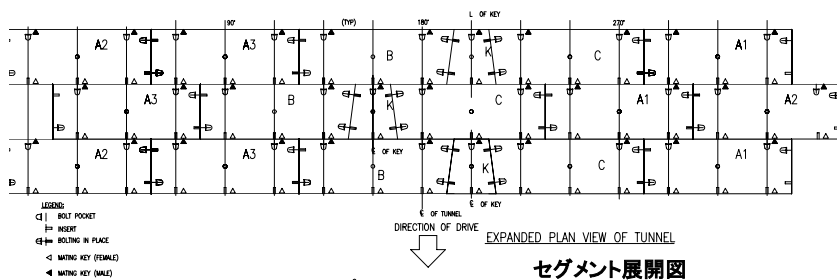 90' (TYP) 180' L OF KEY 270'
A2 A3 B K C A1
A3 B K C A1 A2
℄ OF KEY
A2 A3 B K C A1
℄ OF KEY
℄ OF TUNNEL
LEGEND:
BOLT POCKET
INSERT
BOLTING IN PLACE
MATING KEY (FEMALE)
MATING KEY (MALE)
DIRECTION OF DRIVE
EXPANDED PLAN VIEW OF TUNNEL
セグメント展開図